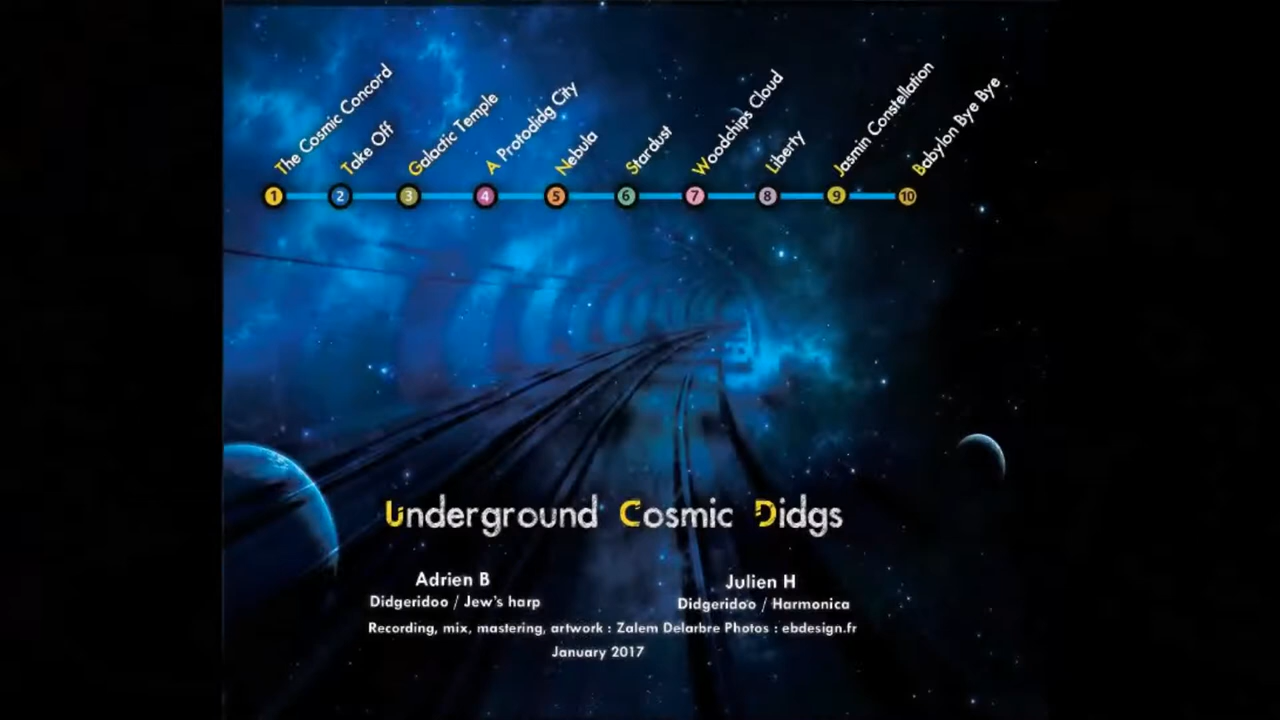 The Cosmic Concord
Take Off
Galactic Temple
A Protodidg City
Nebula
Stardust
Woodchips Cloud
Liberty
Jasmin Constellation
Babylon Bye Bye
1 2 3 4 5 6 7 8 9 10
Underground Cosmic Didgs
Adrien B
Didgeridoo / Jew's harp
Julien H
Didgeridoo / Harmonica
Recording, mix, mastering, artwork : Zalem Delarbre Photos : ebdesign.fr
January 2017